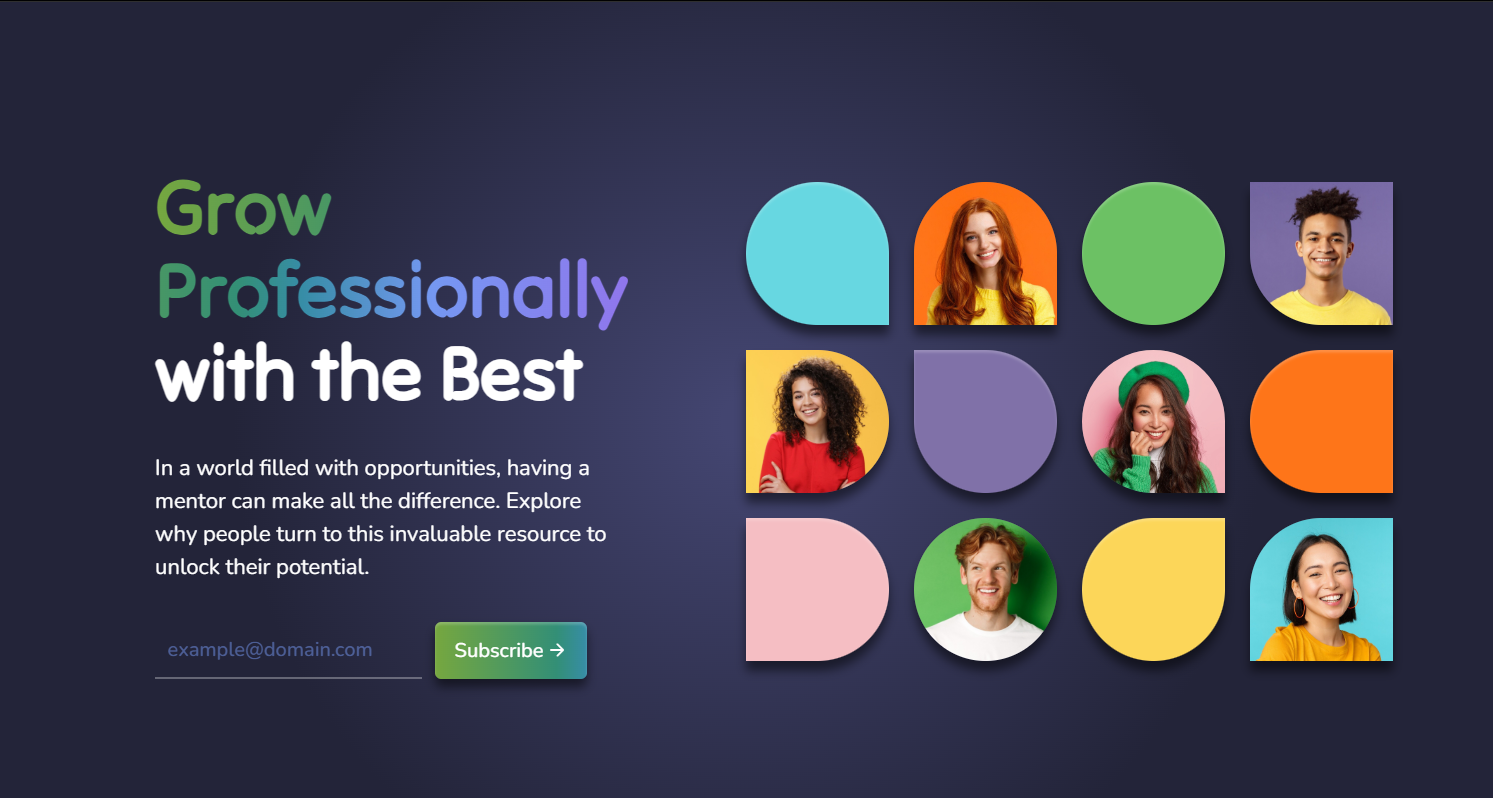 Grow
Professionally
with the Best
In a world filled with opportunities, having a
mentor can make all the difference. Explore
why people turn to this invaluable resource to
unlock their potential.
example@domain.com
Subscribe →